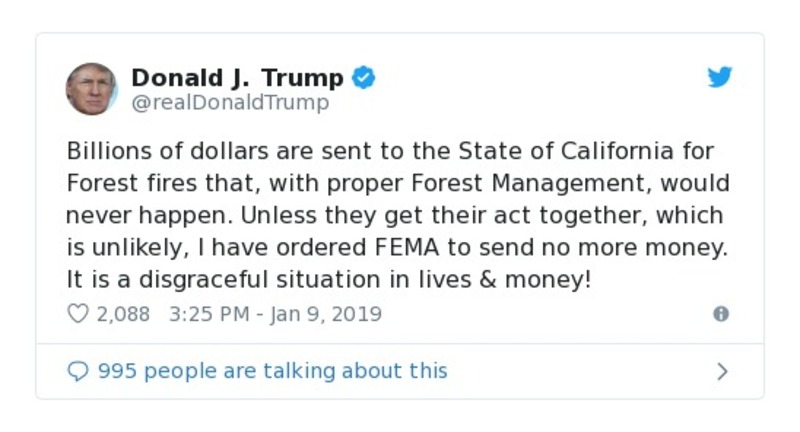 Donald J. Trump
@realDonaldTrump
Billions of dollars are sent to the State of California for
Forest fires that, with proper Forest Management, would
never happen. Unless they get their act together, which
is unlikely, I have ordered FEMA to send no more money.
It is a disgraceful situation in lives & money!
2,088 3:25 PM - Jan 9, 2019
995 people are talking about this